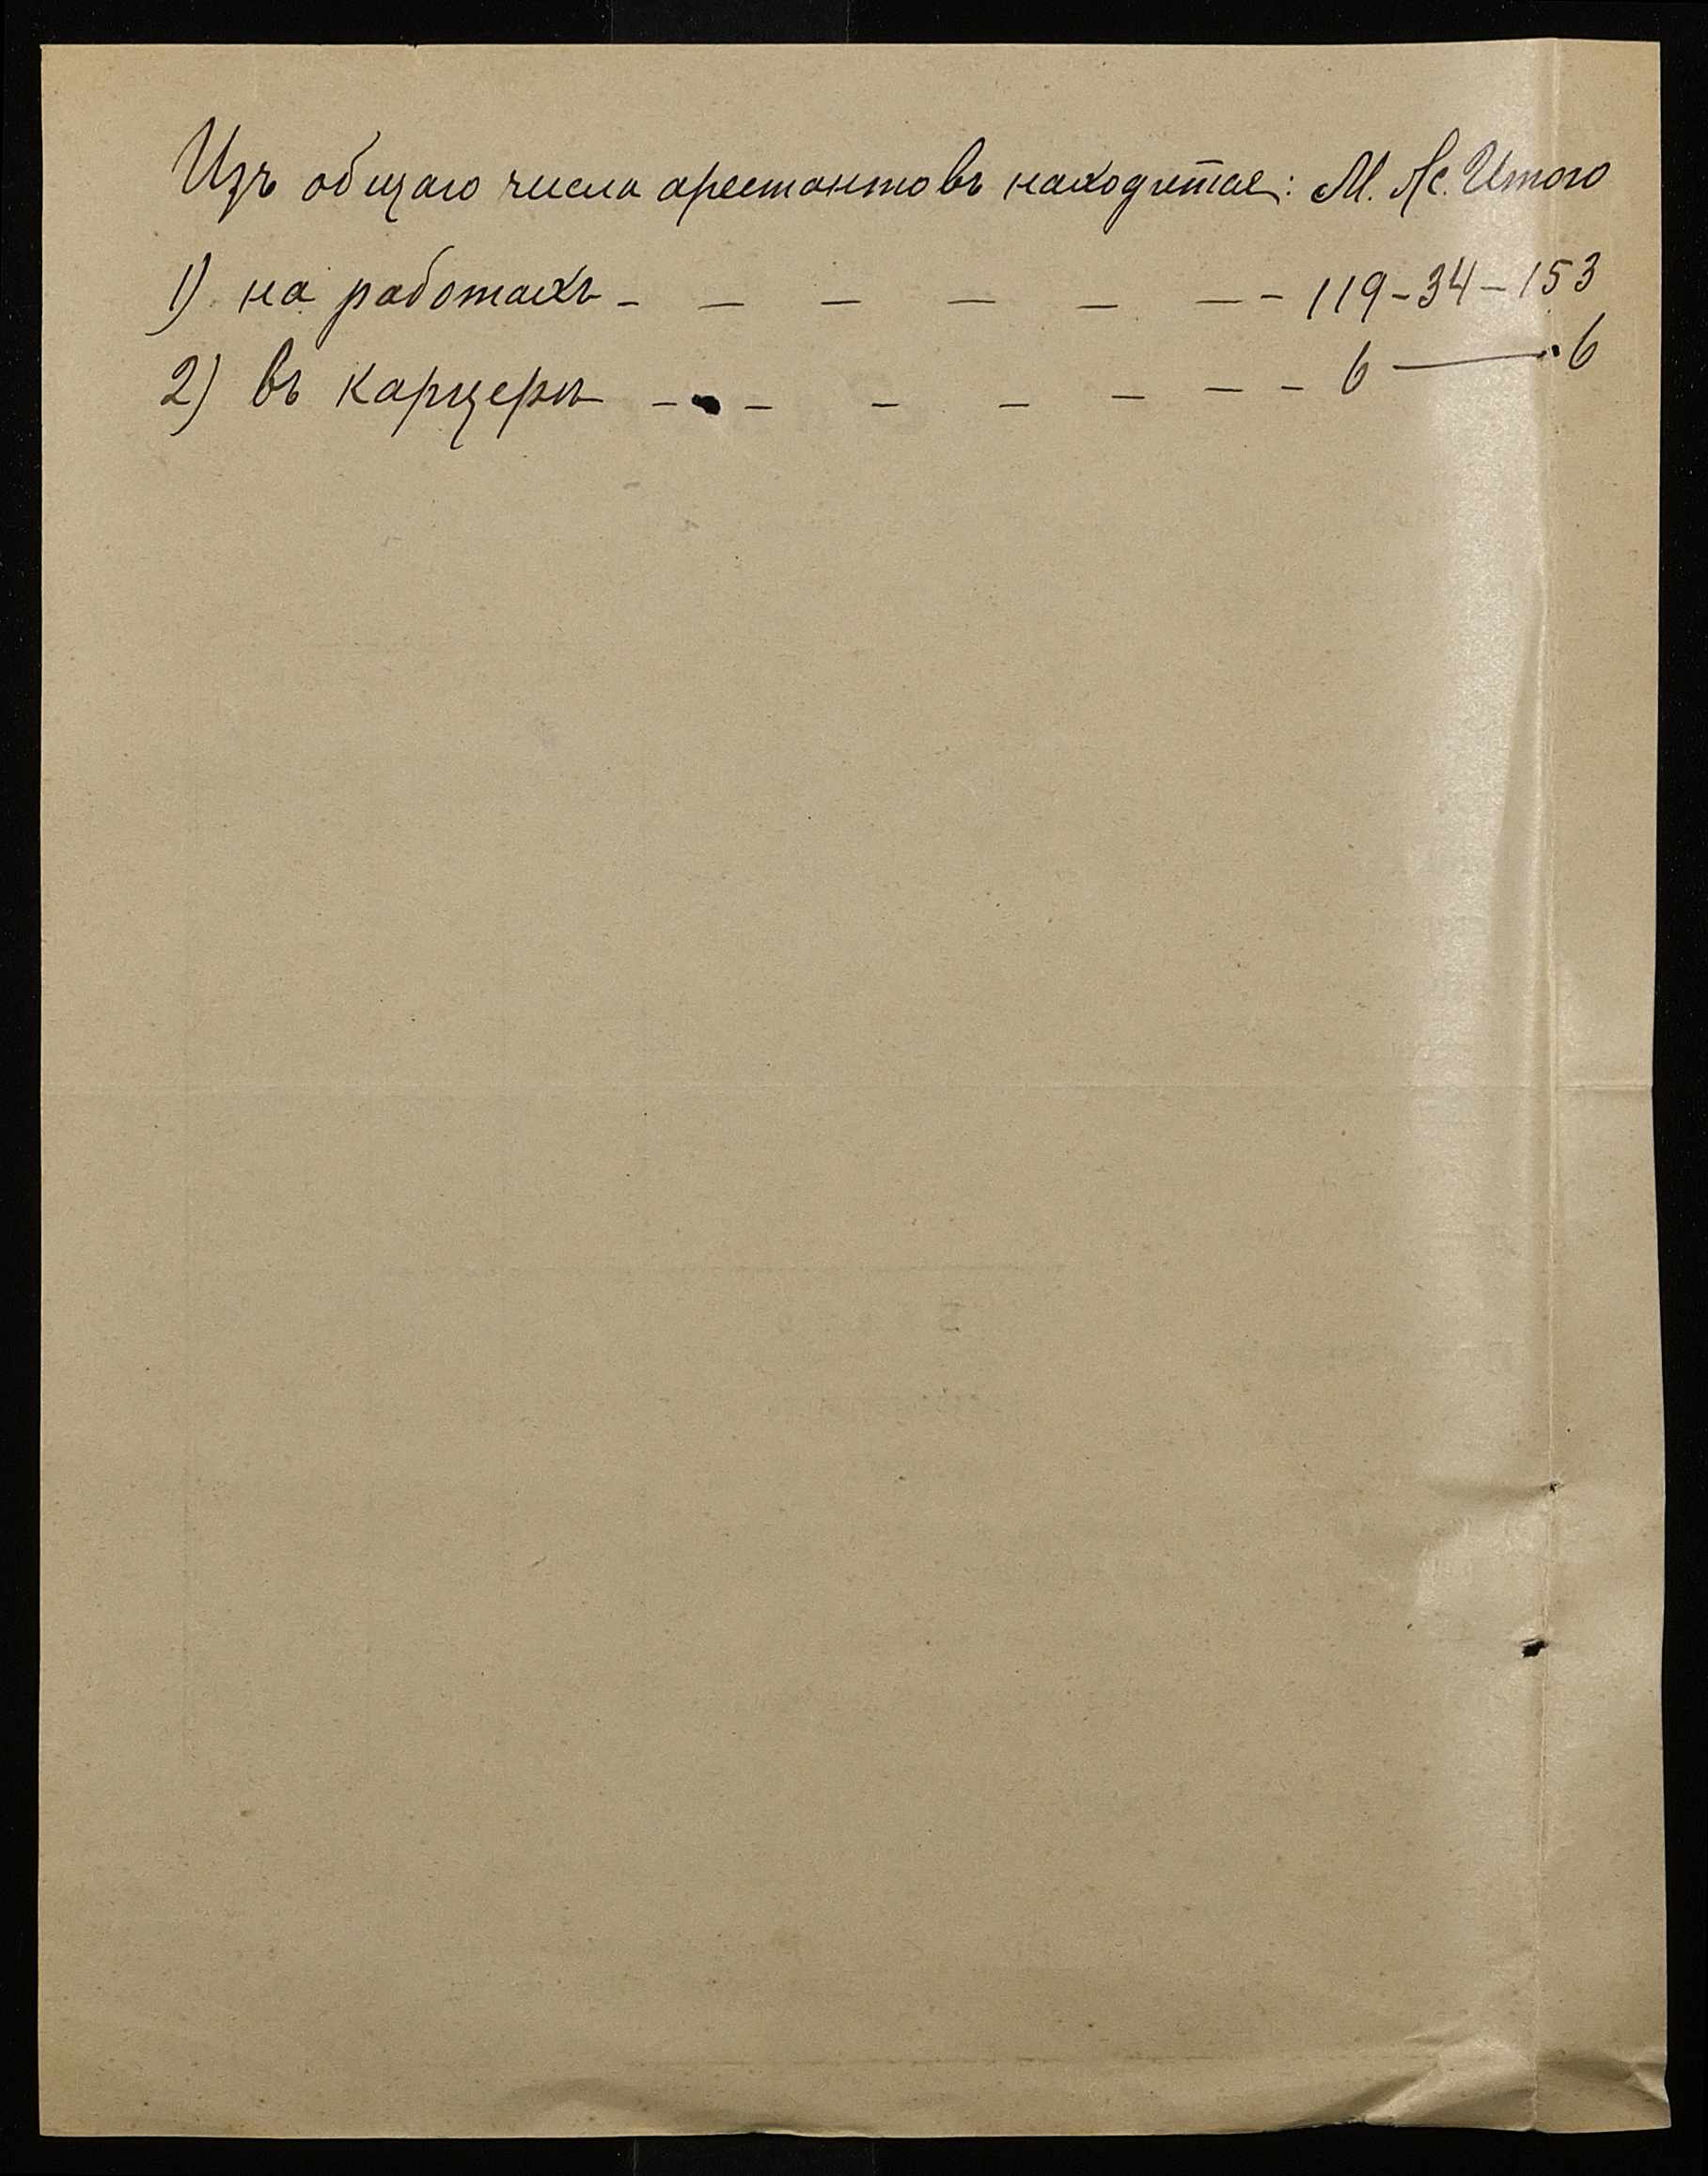 Изъ общаго числа арестантовъ находится: М. Ж. Итого
1) на работахъ - — — — — — - 119 - 34 - 153
2) въ карцерѣ - - - - - - - - 6 — 6